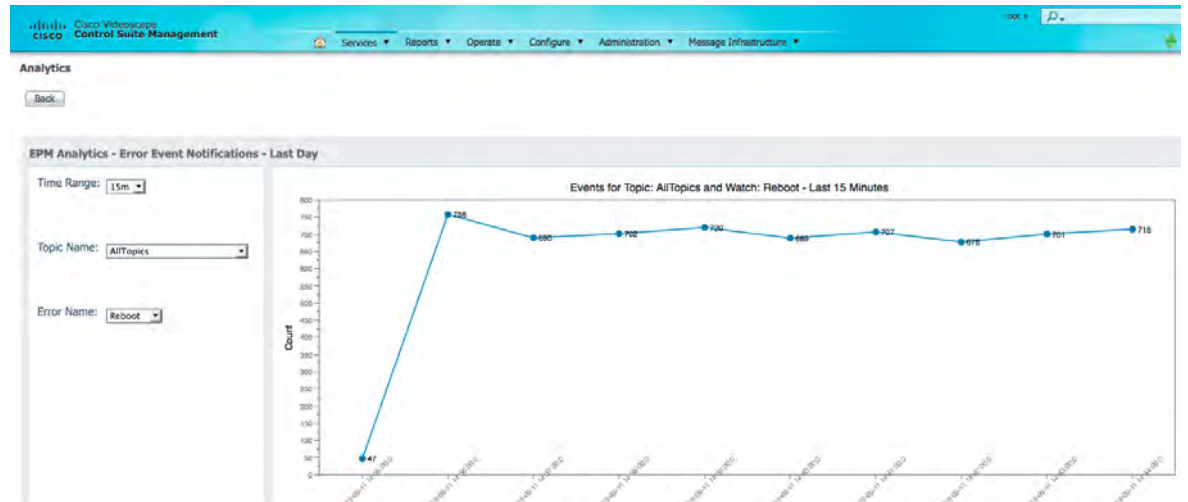 root ▾
Cisco Videoscape
CISCO Control Suite Management
Services ▼ Reports ▼ Operate ▼ Configure ▼ Administration ▼ Message Infrastructure ▼
Analytics
Back
EPM Analytics - Error Event Notifications - Last Day
Time Range: 15m
Topic Name: AllTopics
Error Name: Reboot
Events for Topic: AllTopics and Watch: Reboot - Last 15 Minutes
Count
800
750
700
650
600
550
500
450
400
350
300
250
200
150
100
50
0
47
758
690
702
720
689
707
678
701
715